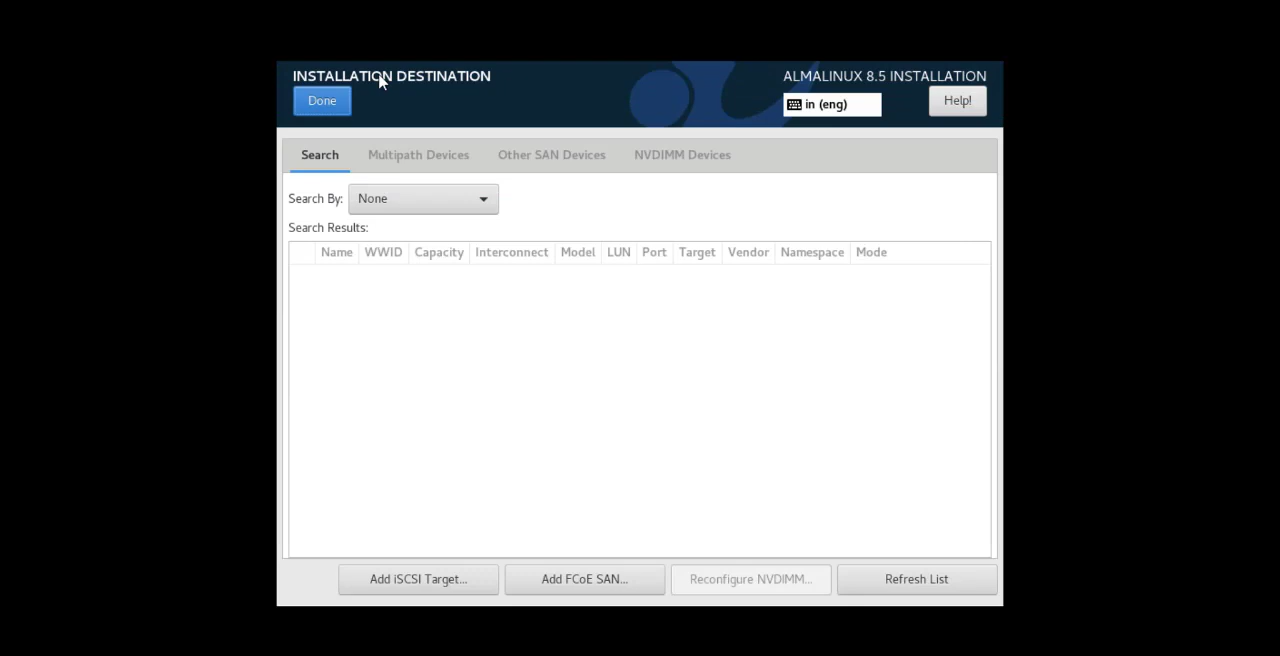 INSTALLATION DESTINATION
ALMALINUX 8.5 INSTALLATION
Done
in (eng)
Help!
Search Multipath Devices Other SAN Devices NVDIMM Devices
Search By: None
Search Results:
Name WWID Capacity Interconnect Model LUN Port Target Vendor Namespace Mode
Add iSCSI Target... Add FCoE SAN... Reconfigure NVDIMM... Refresh List